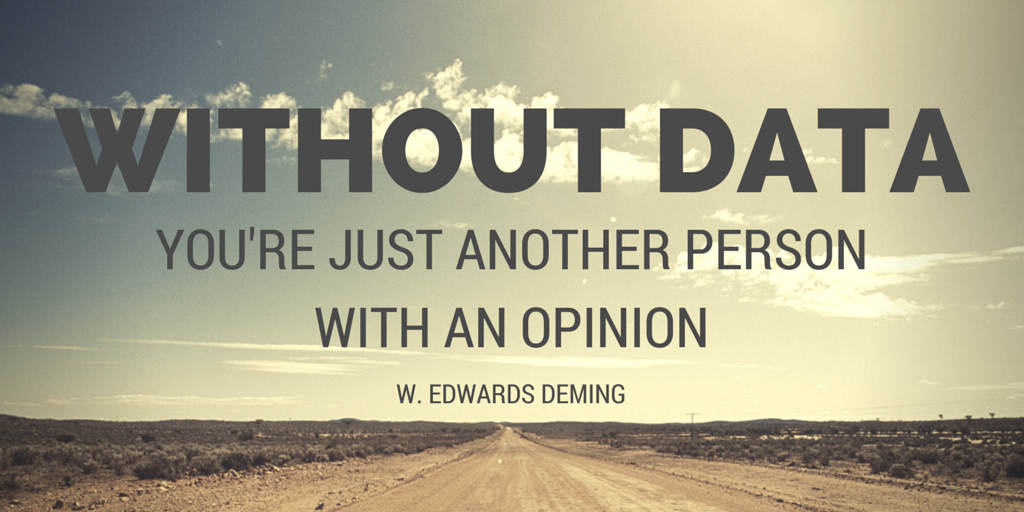 WITHOUT DATA
YOU'RE JUST ANOTHER PERSON
WITH AN OPINION
W. EDWARDS DEMING